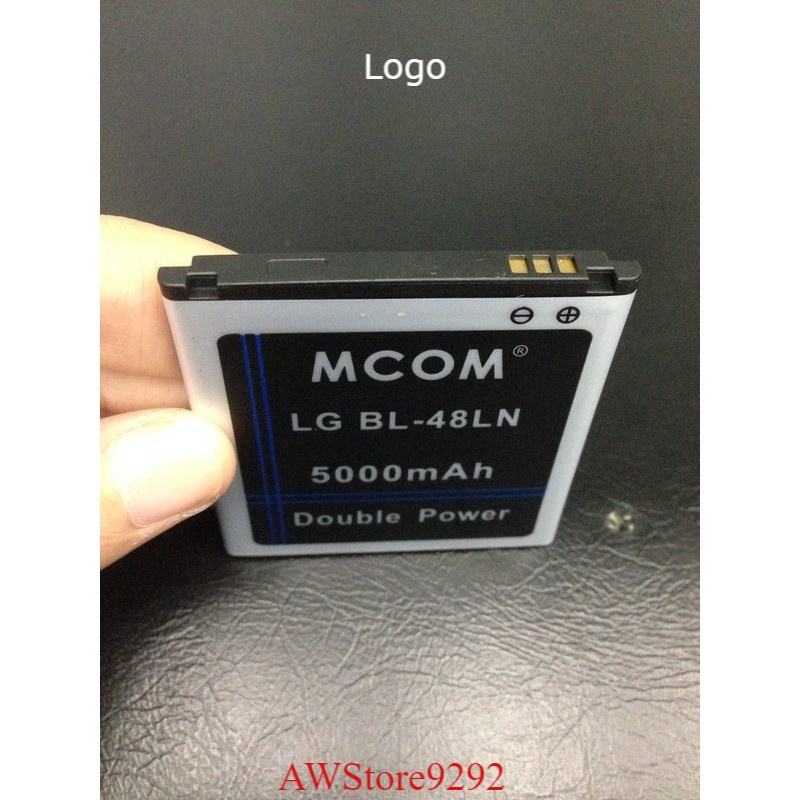 Logo
MCOM®
LG BL-48LN
5000mAh
Double Power
AWStore9292